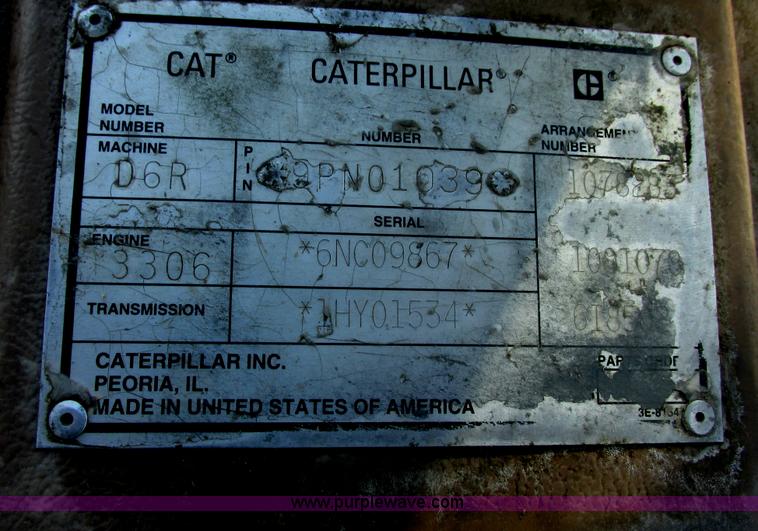 CAT® CATERPILLAR® ®
MODEL NUMBER NUMBER ARRANGEMENT NUMBER
MACHINE D6R PIN 9PN01039
SERIAL
ENGINE 3306 *6NC09867*
TRANSMISSION *1HY01534*
CATERPILLAR INC.
PEORIA, IL.
MADE IN UNITED STATES OF AMERICA
www.purplewave.com